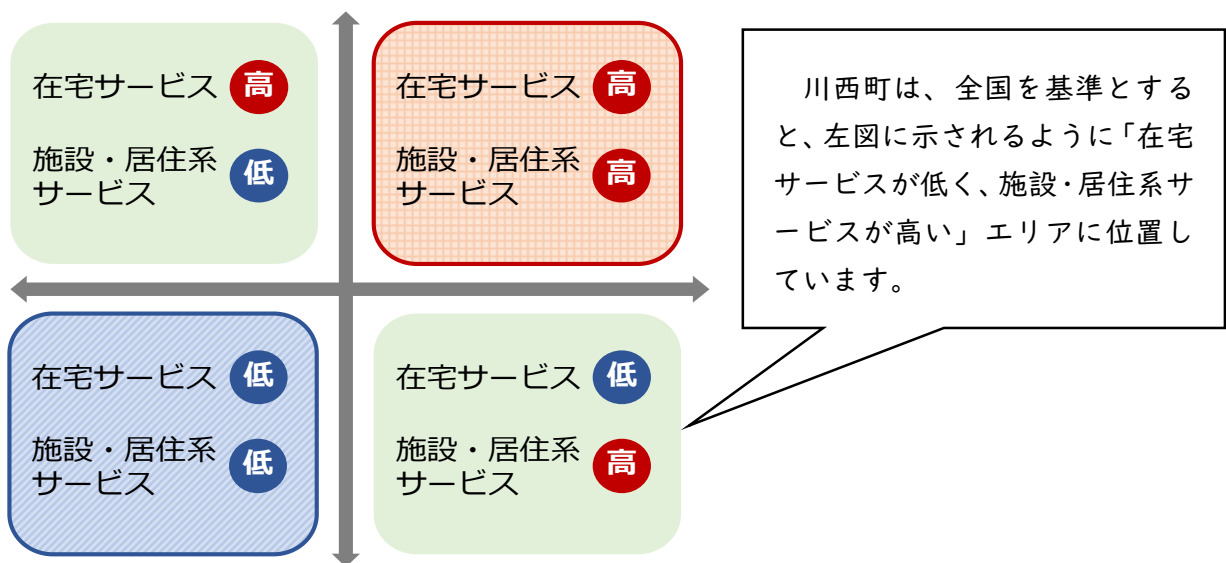 在宅サービス 高
施設・居住系 低
サービス
在宅サービス 高
施設・居住系 高
サービス
川西町は、全国を基準とする
と、左図に示されるように「在宅
サービスが低く、施設・居住系サ
ービスが高い」エリアに位置し
ています。
在宅サービス 低
施設・居住系 低
サービス
在宅サービス 低
施設・居住系 高
サービス